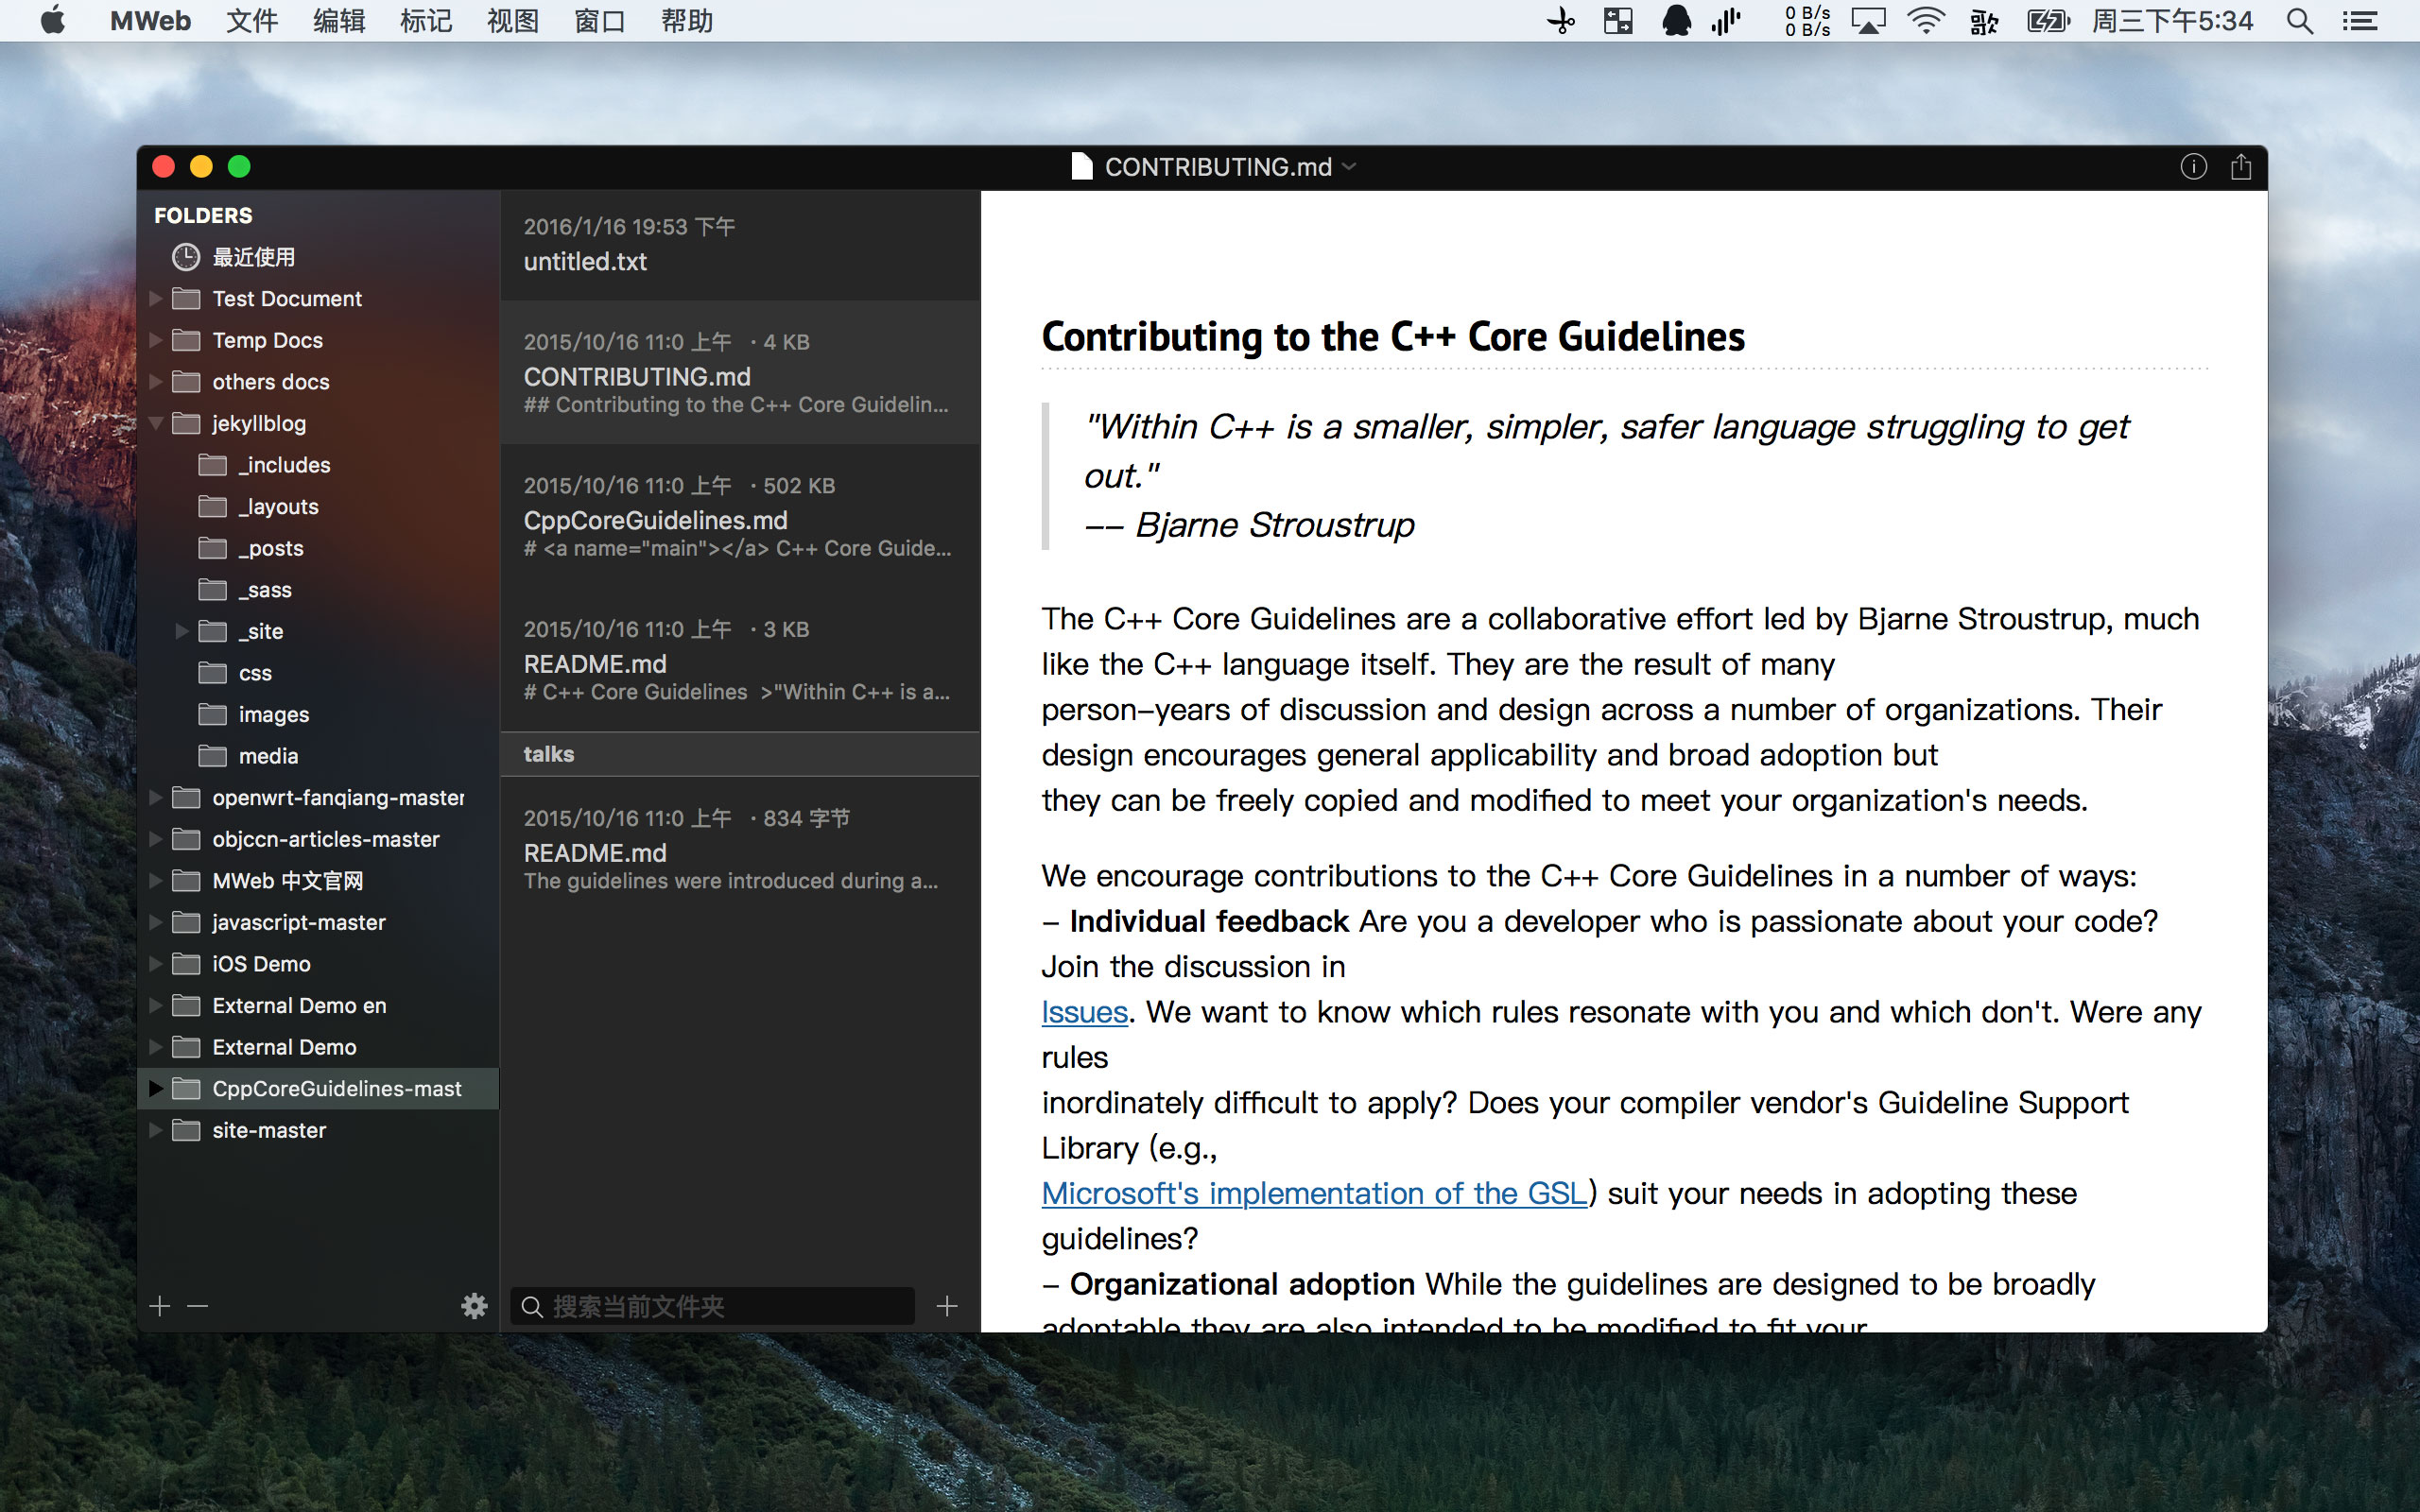 MWeb 文件 编辑 标记 视图 窗口 帮助
0 B/s
0 B/s
歌
周三下午5:34
CONTRIBUTING.md
FOLDERS
最近使用
Test Document
Temp Docs
others docs
jekyllblog
_includes
_layouts
_posts
_sass
_site
css
images
media
openwrt-fanqiang-master
objccn-articles-master
MWeb 中文官网
javascript-master
iOS Demo
External Demo en
External Demo
CppCoreGuidelines-mast
site-master
2016/1/16 19:53 下午
untitled.txt
2015/10/16 11:0 上午 · 4 KB
CONTRIBUTING.md
## Contributing to the C++ Core Guidelin...
2015/10/16 11:0 上午 · 502 KB
CppCoreGuidelines.md
# <a name="main"></a> C++ Core Guide...
2015/10/16 11:0 上午 · 3 KB
README.md
# C++ Core Guidelines >"Within C++ is a...
talks
2015/10/16 11:0 上午 · 834 字节
README.md
The guidelines were introduced during a...
搜索当前文件夹
Contributing to the C++ Core Guidelines
"Within C++ is a smaller, simpler, safer language struggling to get
out."
–– Bjarne Stroustrup
The C++ Core Guidelines are a collaborative effort led by Bjarne Stroustrup, much
like the C++ language itself. They are the result of many
person–years of discussion and design across a number of organizations. Their
design encourages general applicability and broad adoption but
they can be freely copied and modified to meet your organization's needs.
We encourage contributions to the C++ Core Guidelines in a number of ways:
– Individual feedback Are you a developer who is passionate about your code?
Join the discussion in
Issues. We want to know which rules resonate with you and which don't. Were any
rules
inordinately difficult to apply? Does your compiler vendor's Guideline Support
Library (e.g.,
Microsoft's implementation of the GSL) suit your needs in adopting these
guidelines?
– Organizational adoption While the guidelines are designed to be broadly
adoptable they are also intended to be modified to fit your